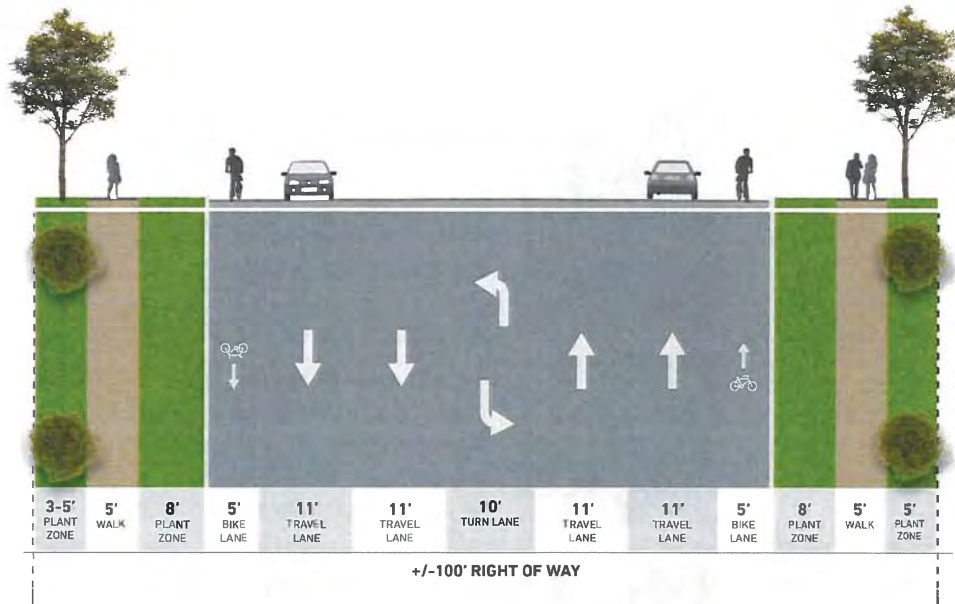 3-5'
PLANT
ZONE
5'
WALK
8'
PLANT
ZONE
5'
BIKE
LANE
11'
TRAVEL
LANE
11'
TRAVEL
LANE
10'
TURN LANE
11'
TRAVEL
LANE
11'
TRAVEL
LANE
5'
BIKE
LANE
8'
PLANT
ZONE
5'
WALK
5'
PLANT
ZONE
+/-100' RIGHT OF WAY